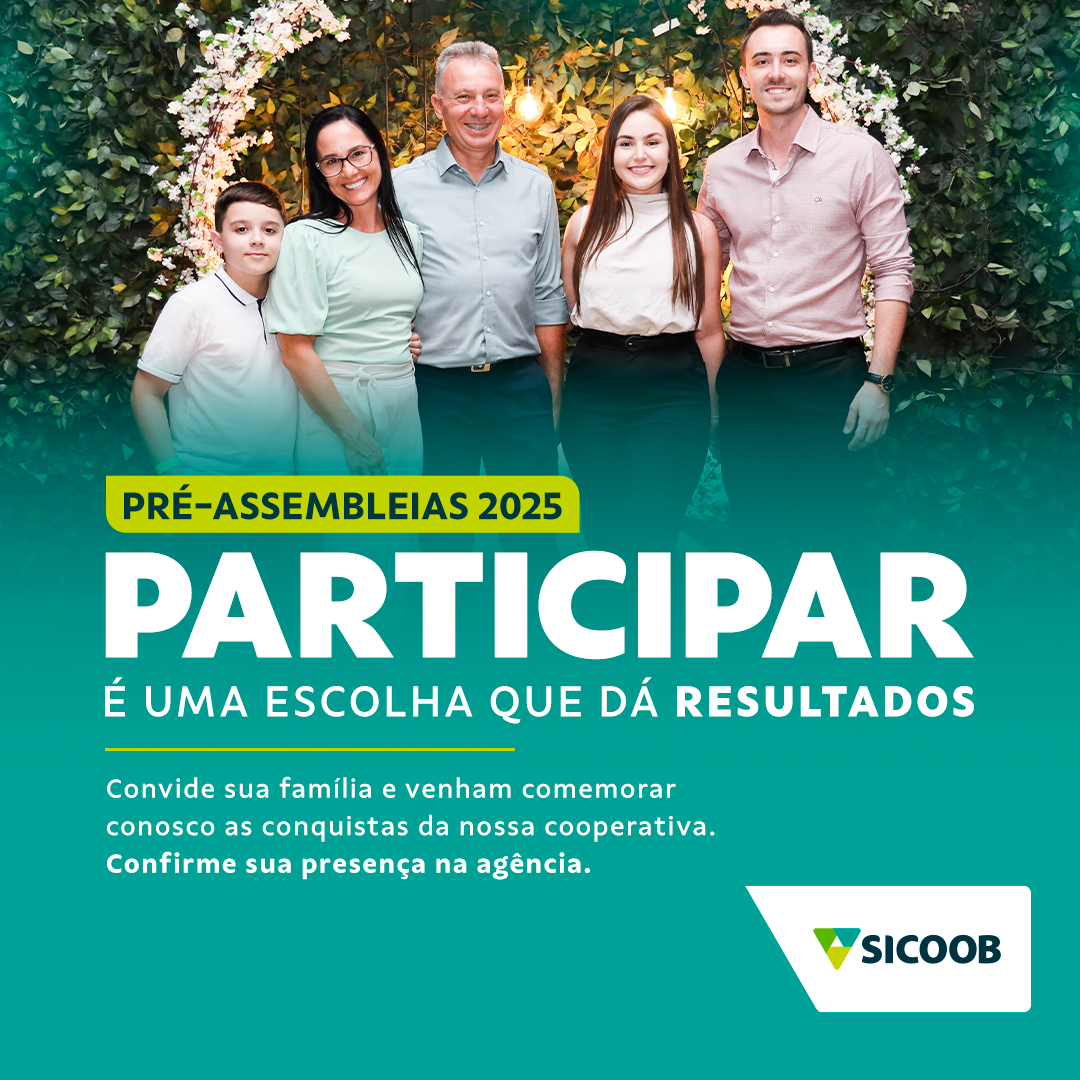 PRÉ-ASSEMBLEIAS 2025
PARTICIPAR
É UMA ESCOLHA QUE DÁ RESULTADOS
Convide sua família e venham comemorar
conosco as conquistas da nossa cooperativa.
Confirme sua presença na agência.
SICOOB